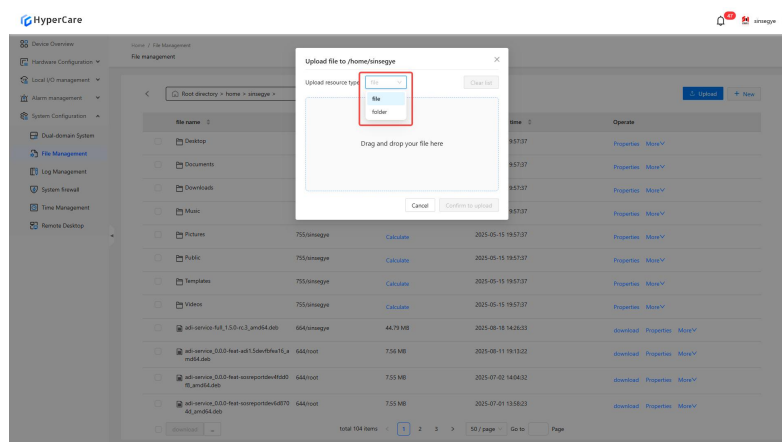 HyperCare
47
sinsegye
Device Overview
Hardware Configuration
Local I/O management
Alarm management
System Configuration
Dual-domain System
File Management
Log Management
System firewall
Time Management
Remote Desktop
Home / File Management
File management
Root directory > home > sinsegye >
Upload
+ New
file name
time
Operate
Desktop
9:57:37
Properties More
Documents
9:57:37
Properties More
Downloads
9:57:37
Properties More
Music
9:57:37
Properties More
Pictures 755/sinsegye Calculate 2025-05-15 19:57:37 Properties More
Public 755/sinsegye Calculate 2025-05-15 19:57:37 Properties More
Templates 755/sinsegye Calculate 2025-05-15 19:57:37 Properties More
Videos 755/sinsegye Calculate 2025-05-15 19:57:37 Properties More
adi-service-full_1.5.0-rc.3_amd64.deb 664/sinsegye 44.79 MB 2025-08-18 14:26:33 download Properties More
adi-service_0.0.0-feat-adi1.5devfbfea16_a 644/root 7.56 MB 2025-08-11 19:13:22 download Properties More
md64.deb
adi-service_0.0.0-feat-sosreportdev4fdd0 644/root 7.55 MB 2025-07-02 14:04:32 download Properties More
f6_amd64.deb
adi-service_0.0.0-feat-sosreportdev6d870 644/root 7.55 MB 2025-07-01 13:58:23 download Properties More
4d_amd64.deb
download ...
total 104 items < 1 2 3 > 50 / page Go to Page
Upload file to /home/sinsegye
Upload resource type
file
Clear list
file
folder
Drag and drop your file here
Cancel
Confirm to upload